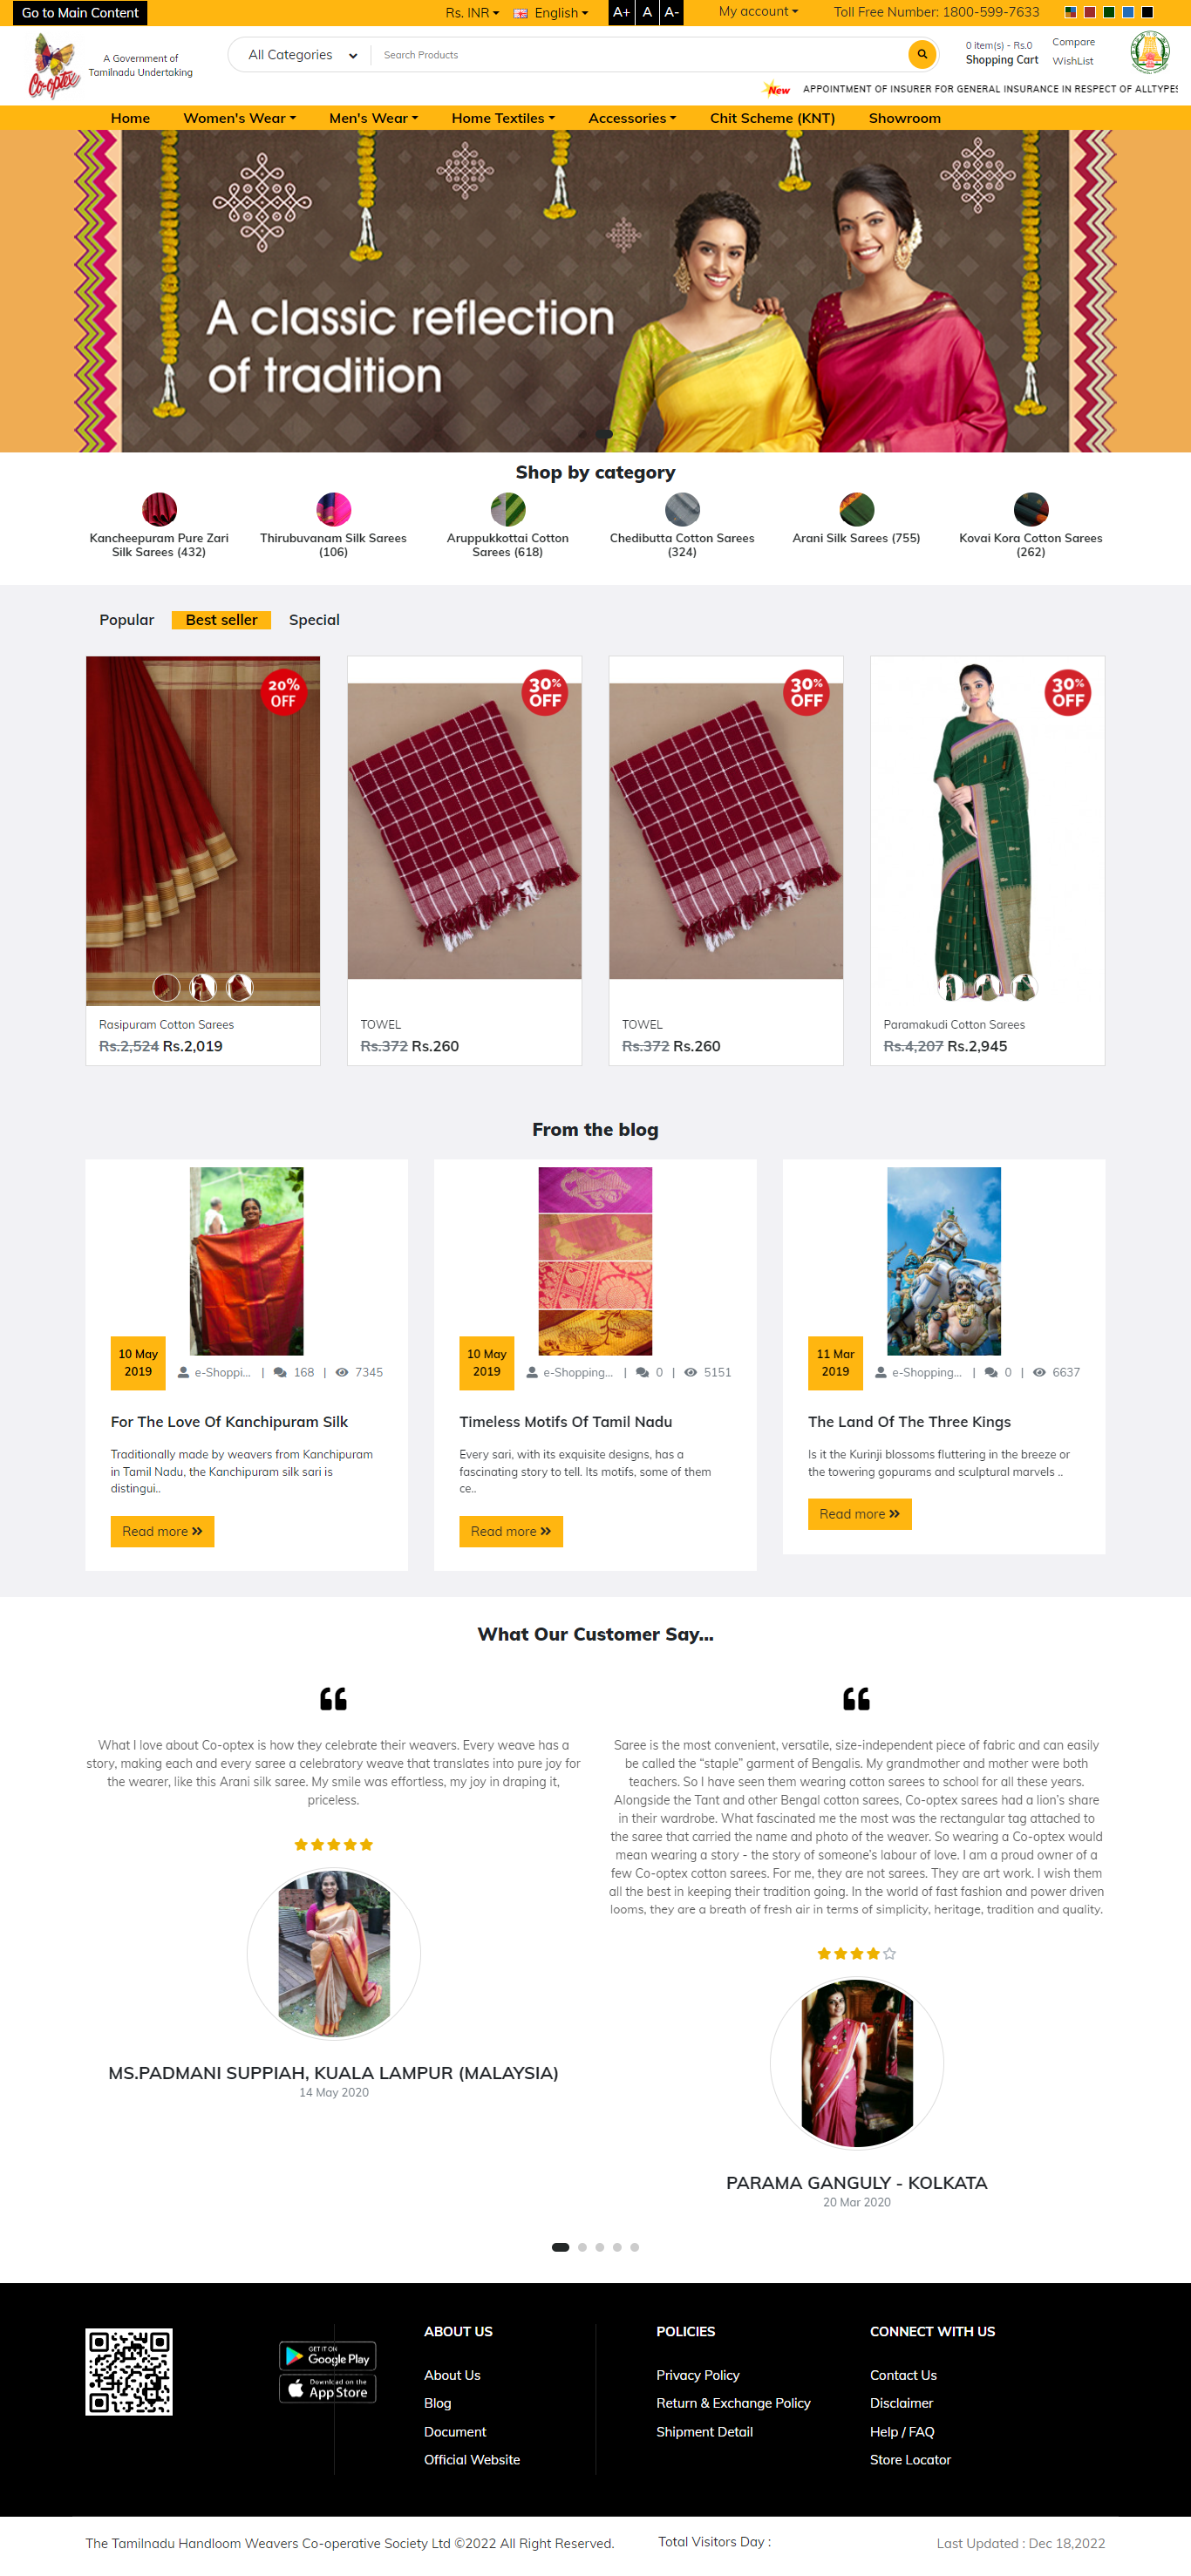 Go to Main Content
Rs. INR
English
A+ A A-
My account
Toll Free Number: 1800-599-7633
Co-optex
A Government of
Tamilnadu Undertaking
All Categories
Search Products
0 item(s) - Rs.0
Shopping Cart
Compare
WishList
New
APPOINTMENT OF INSURER FOR GENERAL INSURANCE IN RESPECT OF ALLTYPES
Home Women's Wear Men's Wear Home Textiles Accessories Chit Scheme (KNT) Showroom
A classic reflection
of tradition
Shop by category
Kancheepuram Pure Zari
Silk Sarees (432)
Thirubuvanam Silk Sarees
(106)
Aruppukkottai Cotton
Sarees (618)
Chedibutta Cotton Sarees
(324)
Arani Silk Sarees (755)
Kovai Kora Cotton Sarees
(262)
Popular Best seller Special
20%
OFF
30%
OFF
30%
OFF
30%
OFF
Rasipuram Cotton Sarees
Rs.2,524 Rs.2,019
TOWEL
Rs.372 Rs.260
TOWEL
Rs.372 Rs.260
Paramakudi Cotton Sarees
Rs.4,207 Rs.2,945
From the blog
10 May
2019
e-Shoppi... | 168 | 7345
For The Love Of Kanchipuram Silk
Traditionally made by weavers from Kanchipuram
in Tamil Nadu, the Kanchipuram silk sari is
distingui..
Read more
10 May
2019
e-Shopping... | 0 | 5151
Timeless Motifs Of Tamil Nadu
Every sari, with its exquisite designs, has a
fascinating story to tell. Its motifs, some of them
ce..
Read more
11 Mar
2019
e-Shopping... | 0 | 6637
The Land Of The Three Kings
Is it the Kurinji blossoms fluttering in the breeze or
the towering gopurams and sculptural marvels ..
Read more
What Our Customer Say...
What I love about Co-optex is how they celebrate their weavers. Every weave has a
story, making each and every saree a celebratory weave that translates into pure joy for
the wearer, like this Arani silk saree. My smile was effortless, my joy in draping it,
priceless.
MS.PADMANI SUPPIAH, KUALA LAMPUR (MALAYSIA)
14 May 2020
Saree is the most convenient, versatile, size-independent piece of fabric and can easily
be called the “staple” garment of Bengalis. My grandmother and mother were both
teachers. So I have seen them wearing cotton sarees to school for all these years.
Alongside the Tant and other Bengal cotton sarees, Co-optex sarees had a lion’s share
in their wardrobe. What fascinated me the most was the rectangular tag attached to
the saree that carried the name and photo of the weaver. So wearing a Co-optex would
mean wearing a story - the story of someone’s labour of love. I am a proud owner of a
few Co-optex cotton sarees. For me, they are not sarees. They are art work. I wish them
all the best in keeping their tradition going. In the world of fast fashion and power driven
looms, they are a breath of fresh air in terms of simplicity, heritage, tradition and quality.
PARAMA GANGULY - KOLKATA
20 Mar 2020
GET IT ON
Google Play
Download on the
App Store
ABOUT US
About Us
Blog
Document
Official Website
POLICIES
Privacy Policy
Return & Exchange Policy
Shipment Detail
CONNECT WITH US
Contact Us
Disclaimer
Help / FAQ
Store Locator
The Tamilnadu Handloom Weavers Co-operative Society Ltd ©2022 All Right Reserved.
Total Visitors Day :
Last Updated : Dec 18,2022